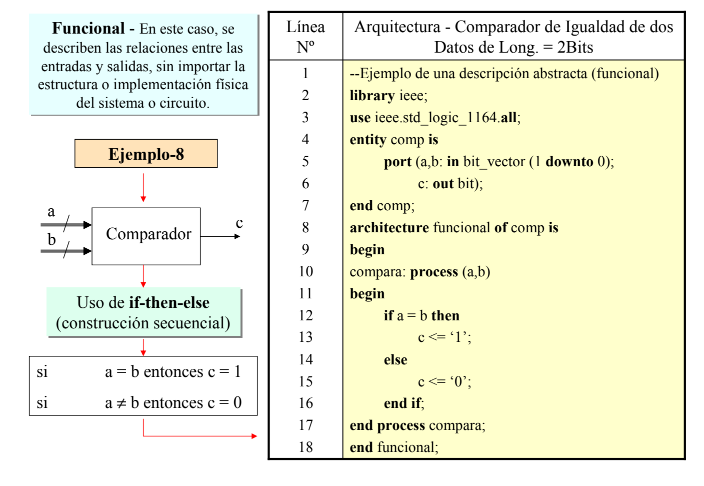 Funcional - En este caso, se
describen las relaciones entre las
entradas y salidas, sin importar la
estructura o implementación física
del sistema o circuito.
Ejemplo-8
a
b
Comparador
c
Uso de if-then-else
(construcción secuencial)
si a = b entonces c = 1
si a ≠ b entonces c = 0
Línea
Nº
Arquitectura - Comparador de Igualdad de dos
Datos de Long. = 2Bits
1 --Ejemplo de una descripción abstracta (funcional)
2 library ieee;
3 use ieee.std_logic_1164.all;
4 entity comp is
5 port (a,b: in bit_vector (1 downto 0);
6 c: out bit);
7 end comp;
8 architecture funcional of comp is
9 begin
10 compara: process (a,b)
11 begin
12 if a = b then
13 c <= ‘1’;
14 else
15 c <= ‘0’;
16 end if;
17 end process compara;
18 end funcional;